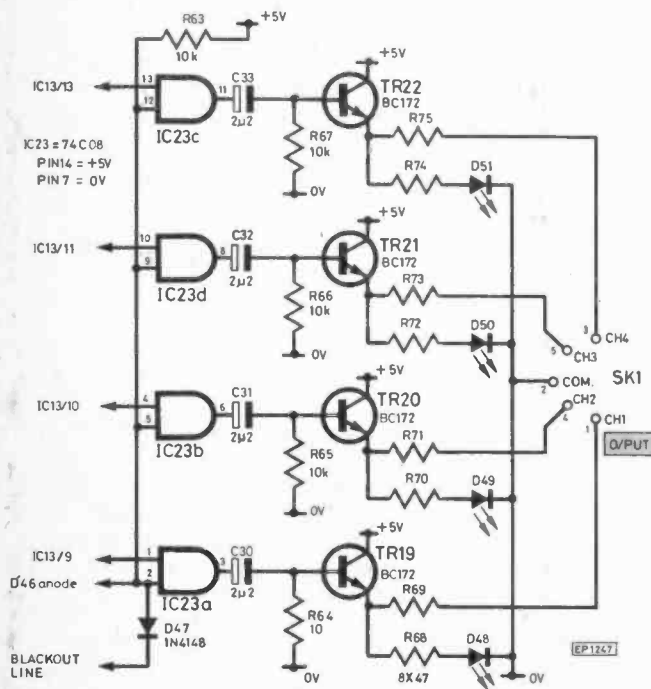 R63
+5V
10k
IC13/13
13
12
11
C33
2µ2
IC23c
TR22
BC172
+5V
R75
R67
10k
R74
D51
0V
IC23 = 74C08
PIN14 = +5V
PIN 7 = 0V
+5V
IC13/11
10
9
8
C32
2µ2
IC23d
TR21
BC172
R73
R66
10k
R72
D50
0V
3
CH4
5
CH3
SK1
2
COM.
CH2
4
CH1
1
O/PUT
+5V
IC13/10
4
5
6
C31
2µ2
IC23b
TR20
BC172
R71
R65
10k
R70
D49
0V
+5V
IC13/9
1
D46 anode
2
3
C30
2µ2
IC23a
TR19
BC172
R69
D47
1N4148
R64
10
R68
D48
8X47
BLACKOUT
LINE
0V
0V
EP1247